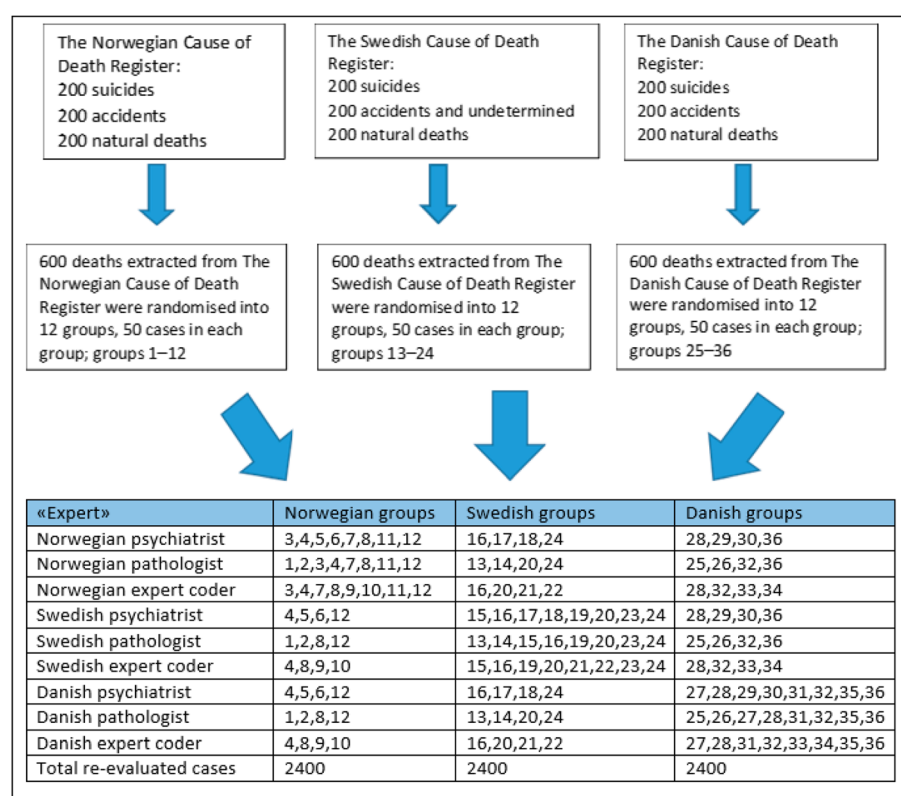 The Norwegian Cause of
Death Register:
200 suicides
200 accidents
200 natural deaths
The Swedish Cause of Death
Register:
200 suicides
200 accidents and undetermined
200 natural deaths
The Danish Cause of Death
Register:
200 suicides
200 accidents
200 natural deaths
600 deaths extracted from The
Norwegian Cause of Death
Register were randomised into
12 groups, 50 cases in each
group; groups 1–12
600 deaths extracted from The
Swedish Cause of Death Register
were randomised into 12
groups, 50 cases in each group;
groups 13–24
600 deaths extracted from The
Danish Cause of Death Register
were randomised into 12
groups, 50 cases in each group;
groups 25–36
«Expert» Norwegian groups Swedish groups Danish groups
Norwegian psychiatrist 3,4,5,6,7,8,11,12 16,17,18,24 28,29,30,36
Norwegian pathologist 1,2,3,4,7,8,11,12 13,14,20,24 25,26,32,36
Norwegian expert coder 3,4,7,8,9,10,11,12 16,20,21,22 28,32,33,34
Swedish psychiatrist 4,5,6,12 15,16,17,18,19,20,23,24 28,29,30,36
Swedish pathologist 1,2,8,12 13,14,15,16,19,20,23,24 25,26,32,36
Swedish expert coder 4,8,9,10 15,16,19,20,21,22,23,24 28,32,33,34
Danish psychiatrist 4,5,6,12 16,17,18,24 27,28,29,30,31,32,35,36
Danish pathologist 1,2,8,12 13,14,20,24 25,26,27,28,31,32,35,36
Danish expert coder 4,8,9,10 16,20,21,22 27,28,31,32,33,34,35,36
Total re-evaluated cases 2400 2400 2400